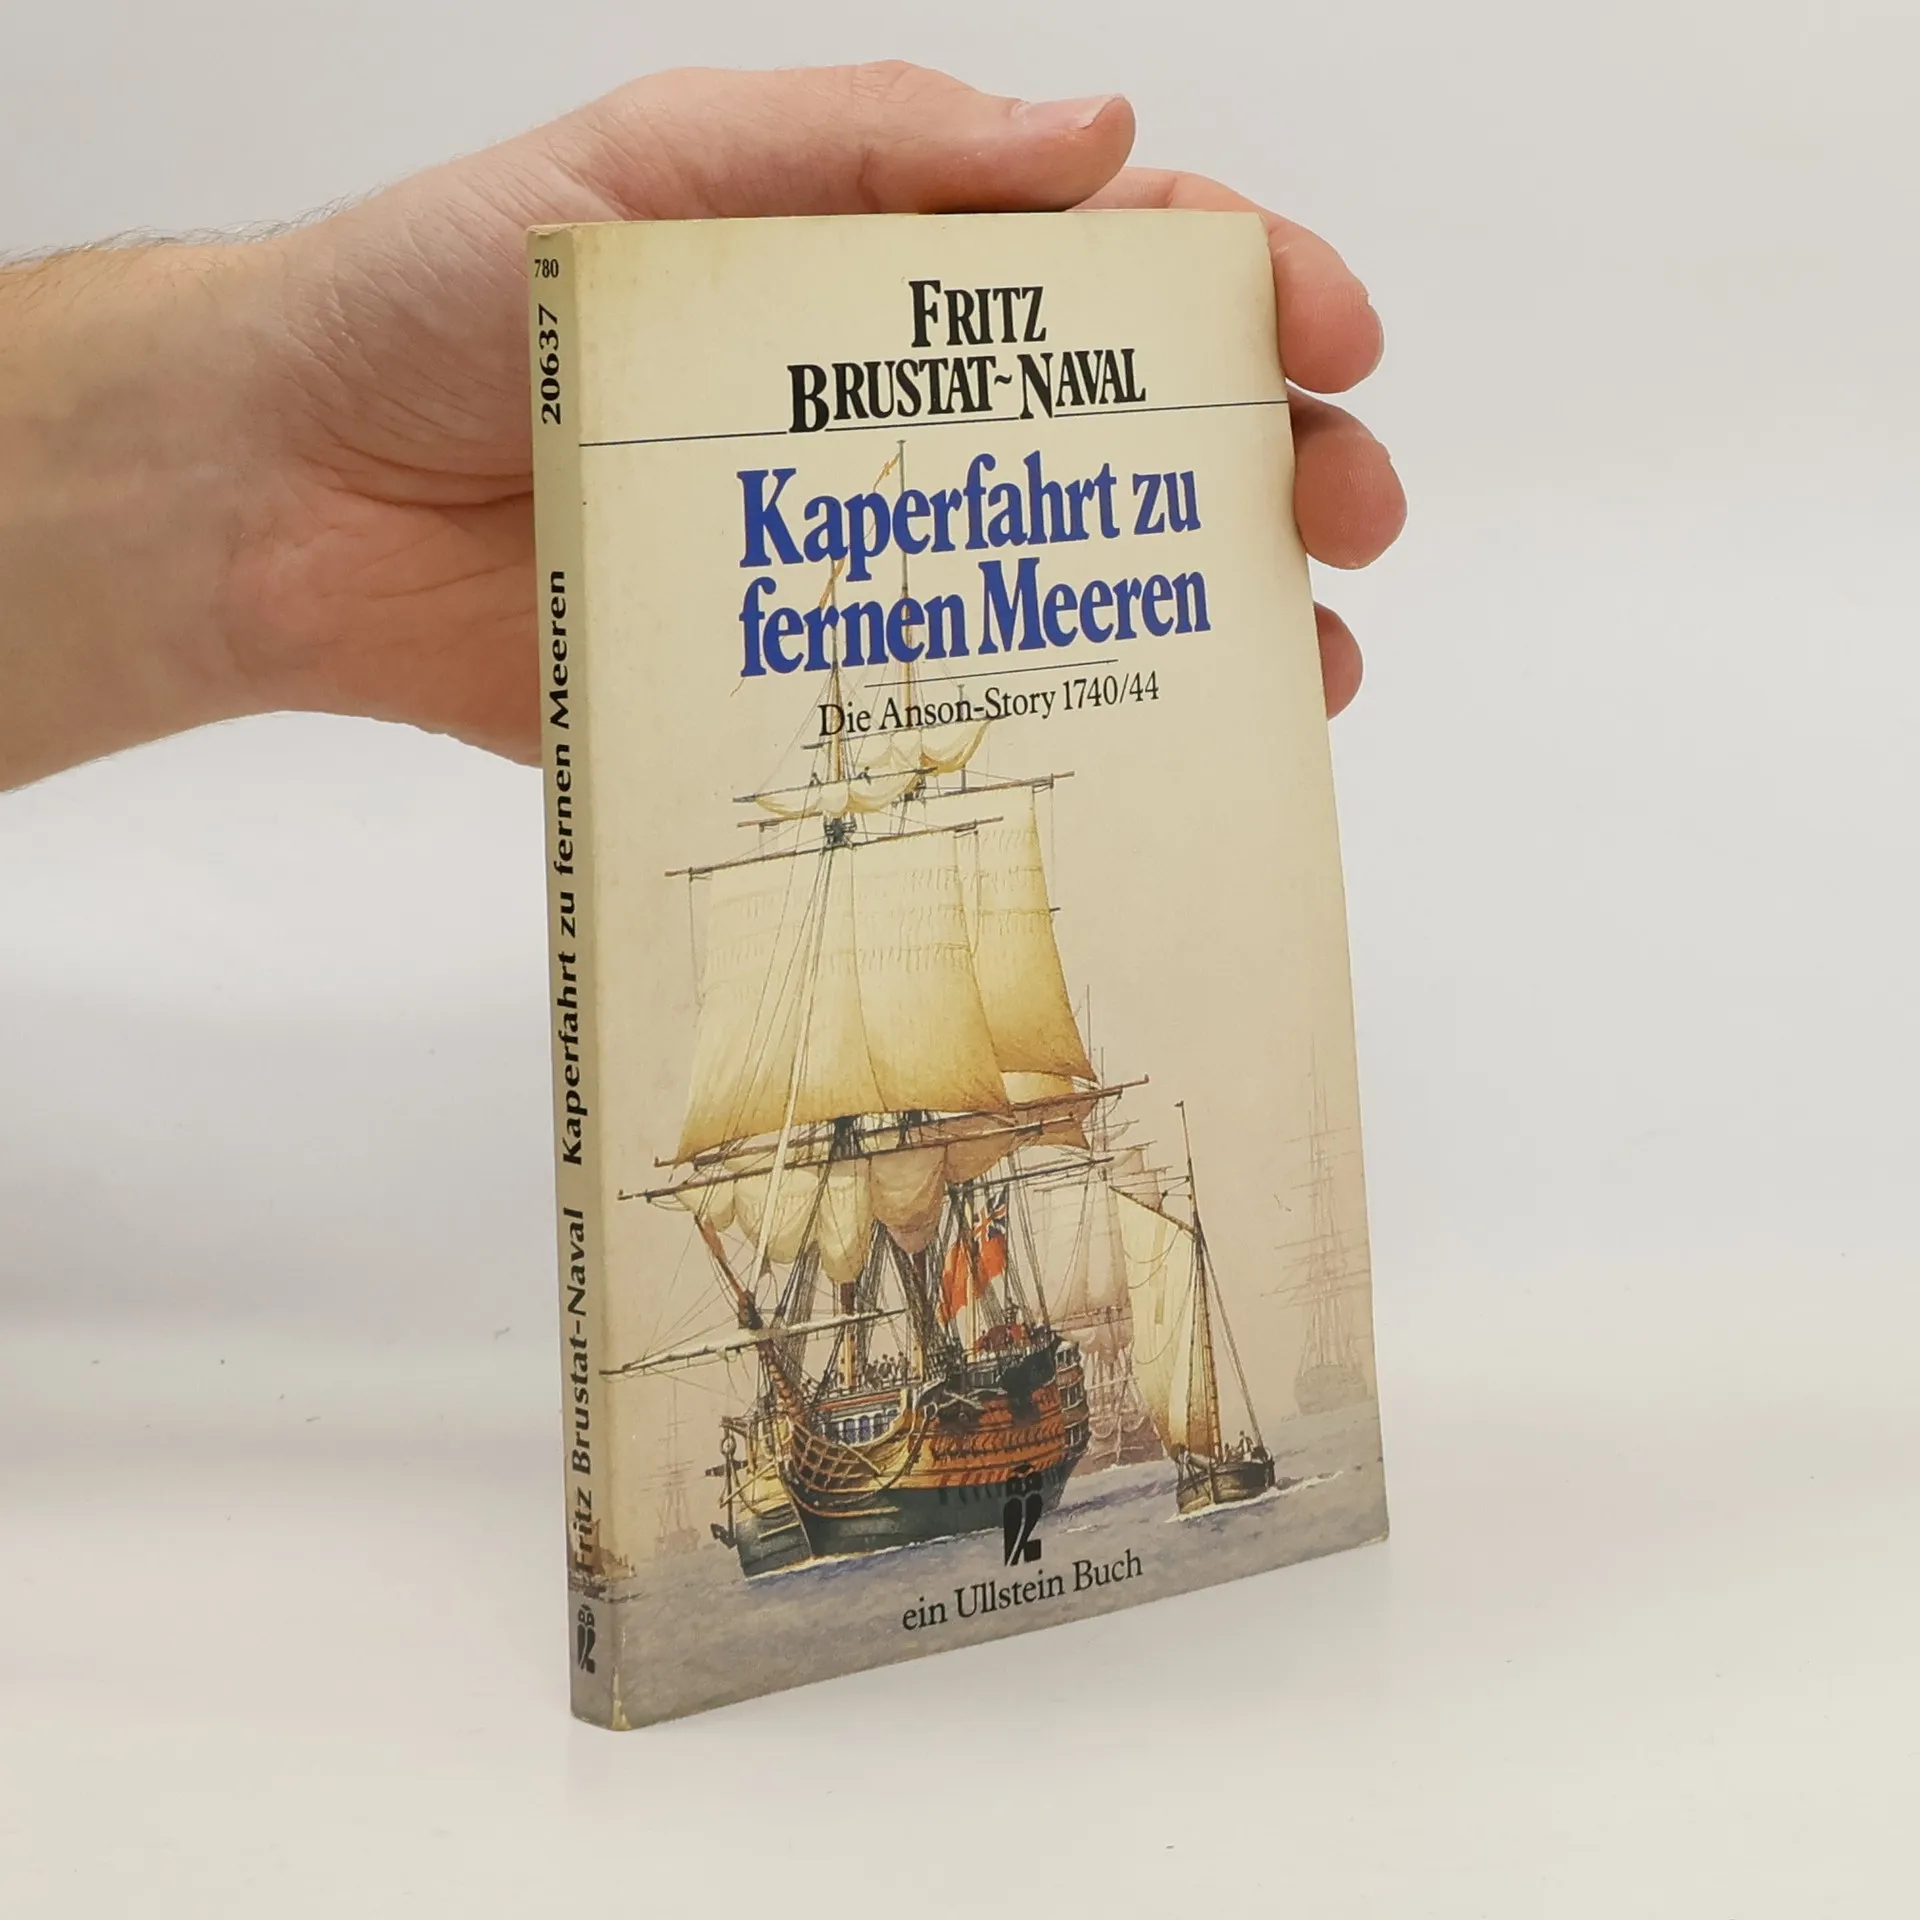 FRITZ
BRUSTAT~NAVAL
Kaperfahrt zu
fernen Meeren
Die Anson-Story 1740/44
ein Ullstein Buch
780
20637
Fritz Brustat-Naval Kaperfahrt zu fernen Meeren